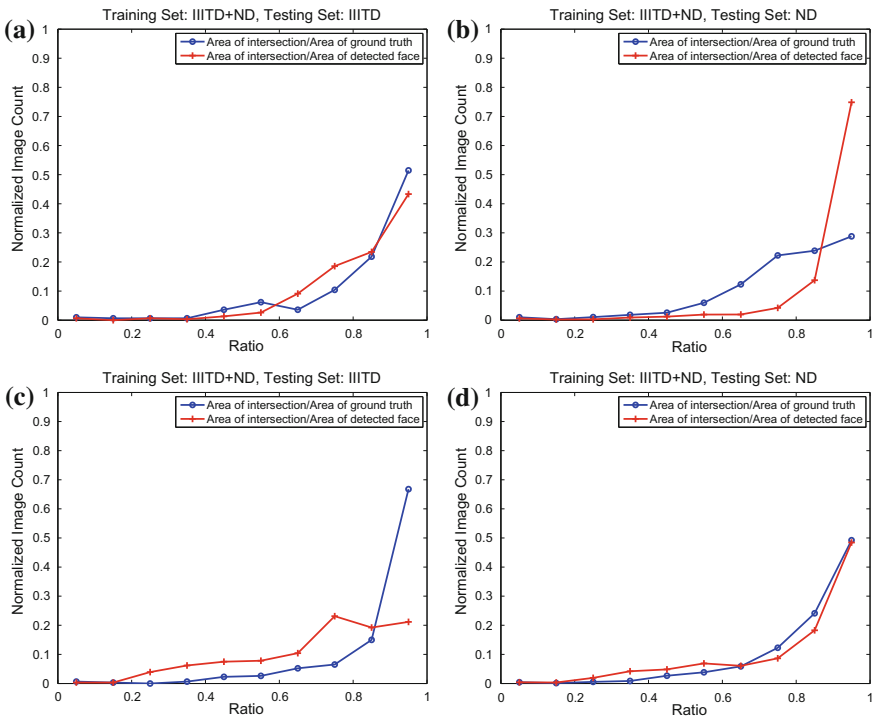 (a)
Training Set: IIITD+ND, Testing Set: IIITD
Area of intersection/Area of ground truth
Area of intersection/Area of detected face
Normalized Image Count
1
0.9
0.8
0.7
0.6
0.5
0.4
0.3
0.2
0.1
0
0 0.2 0.4 0.6 0.8 1
Ratio
(b)
Training Set: IIITD+ND, Testing Set: ND
Area of intersection/Area of ground truth
Area of intersection/Area of detected face
Normalized Image Count
1
0.9
0.8
0.7
0.6
0.5
0.4
0.3
0.2
0.1
0
0 0.2 0.4 0.6 0.8 1
Ratio
(c)
Training Set: IIITD+ND, Testing Set: IIITD
Area of intersection/Area of ground truth
Area of intersection/Area of detected face
Normalized Image Count
1
0.9
0.8
0.7
0.6
0.5
0.4
0.3
0.2
0.1
0
0 0.2 0.4 0.6 0.8 1
Ratio
(d)
Training Set: IIITD+ND, Testing Set: ND
Area of intersection/Area of ground truth
Area of intersection/Area of detected face
Normalized Image Count
1
0.9
0.8
0.7
0.6
0.5
0.4
0.3
0.2
0.1
0
0 0.2 0.4 0.6 0.8 1
Ratio